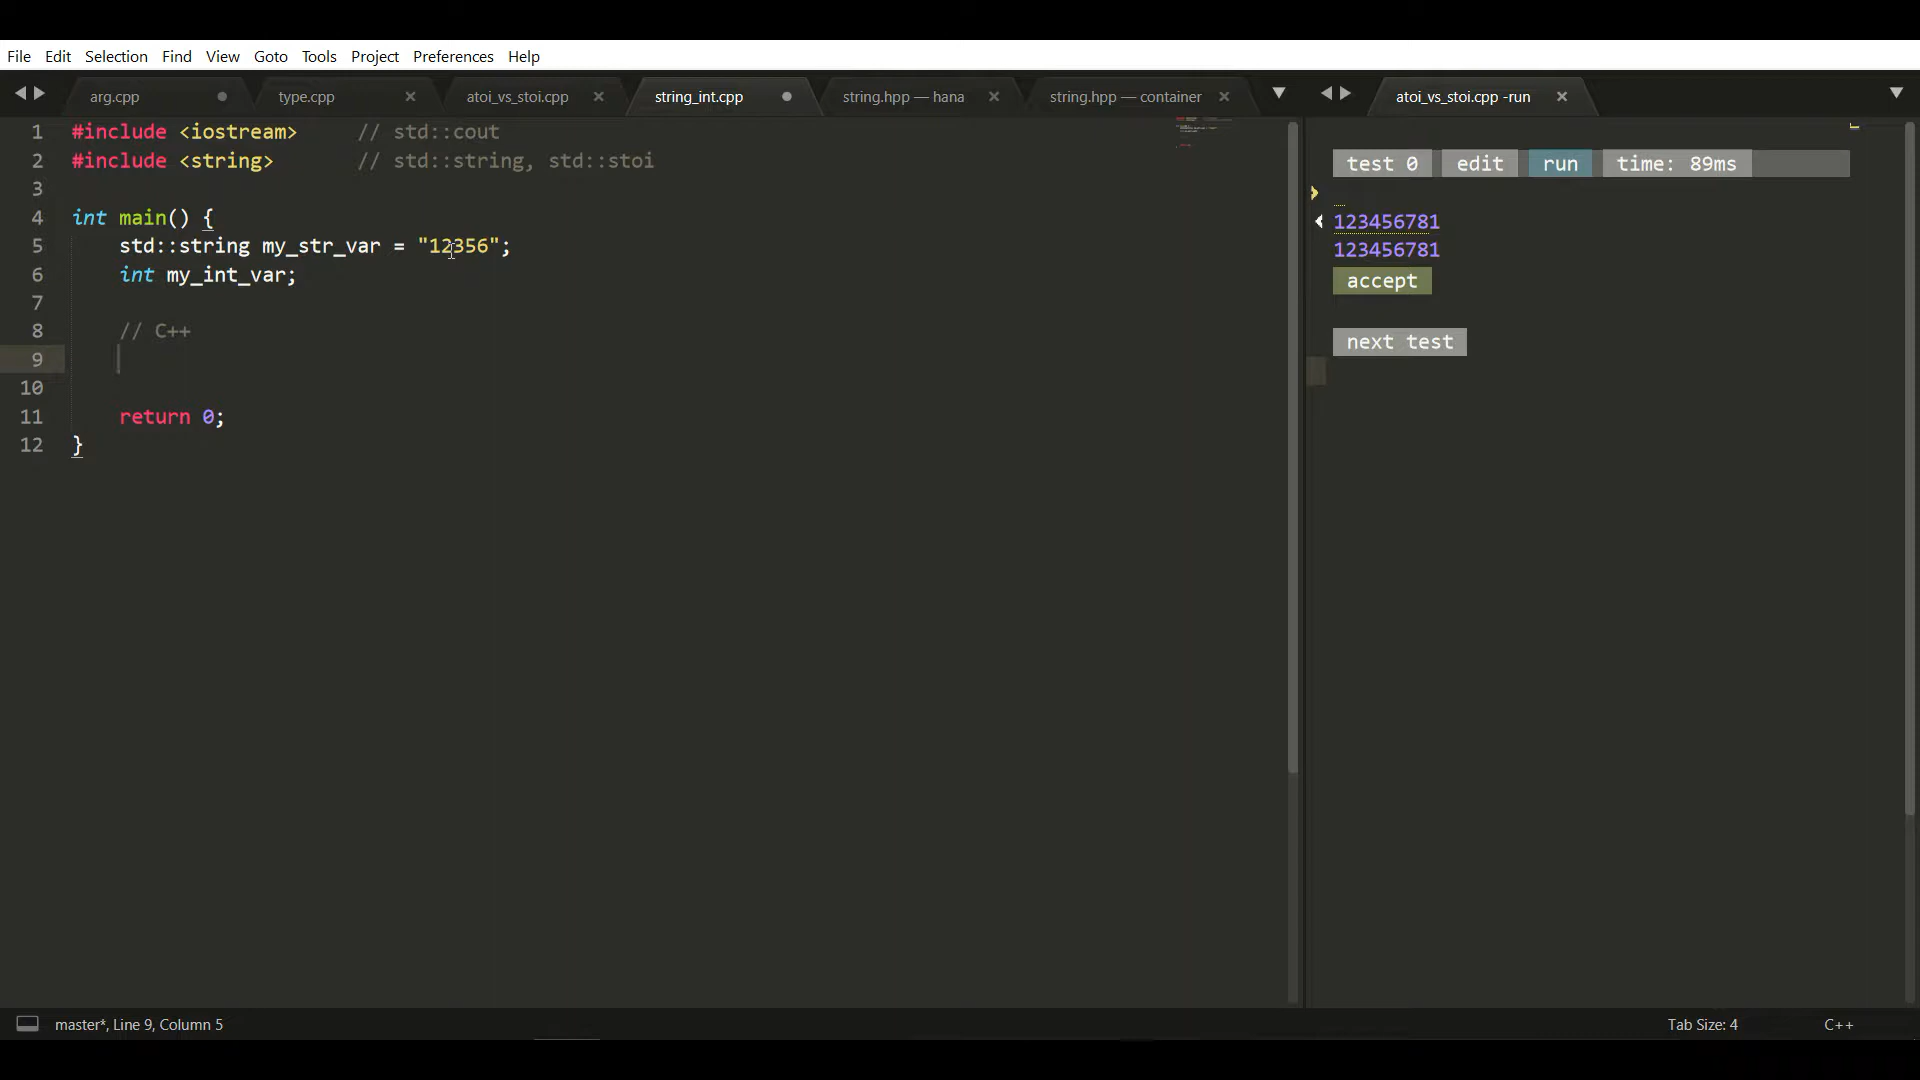 File Edit Selection Find View Goto Tools Project Preferences Help
arg.cpp type.cpp atoi_vs_stoi.cpp string_int.cpp string.hpp — hana string.hpp — container atoi_vs_stoi.cpp -run
1 #include <iostream> // std::cout
2 #include <string> // std::string, std::stoi
3
4 int main() {
5 std::string my_str_var = "12356";
6 int my_int_var;
7
8 // C++
9
10
11 return 0;
12 }
test 0 edit run time: 89ms
123456781
123456781
accept
next test
master*, Line 9, Column 5 Tab Size: 4 C++